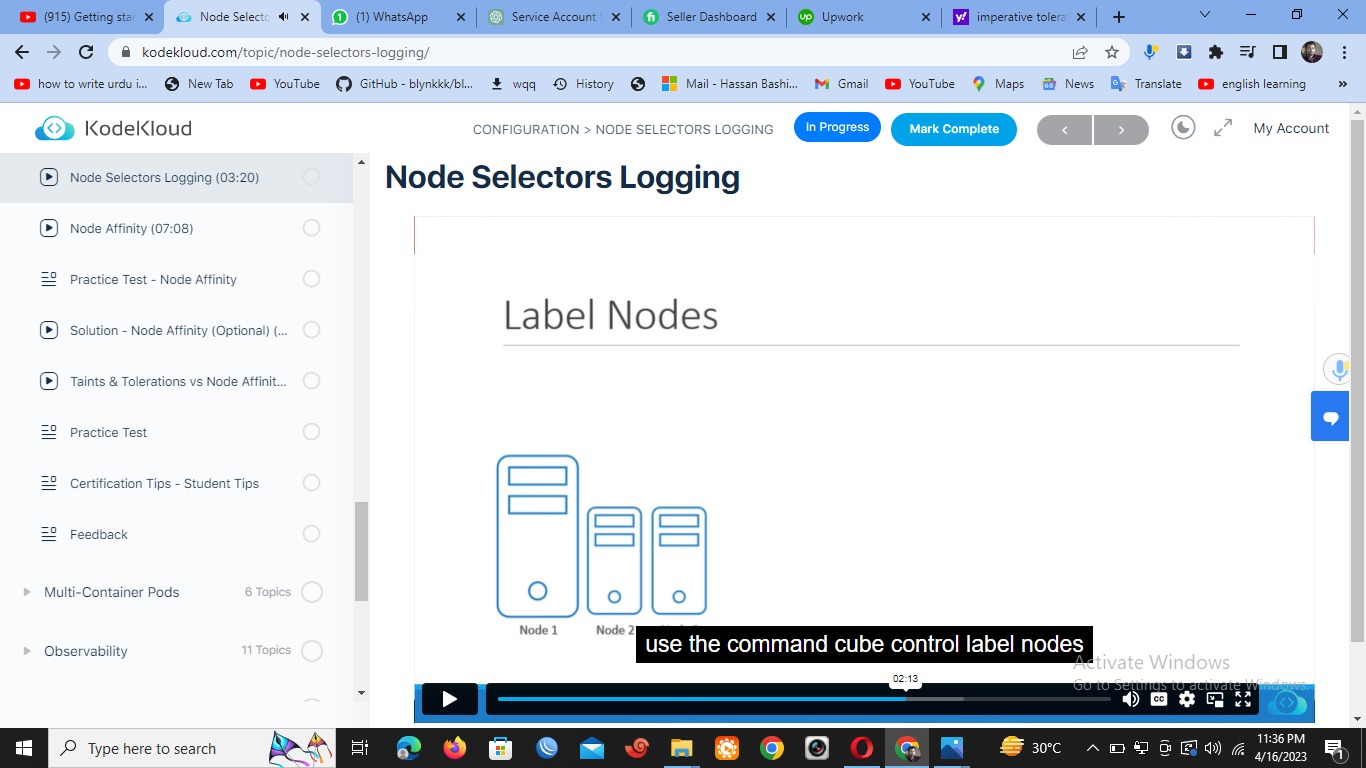 (915) Getting star
Node Selecto
(1) WhatsApp
Service Account
Seller Dashboard
Upwork
imperative tolera
kodekloud.com/topic/node-selectors-logging/
how to write urdu i...
New Tab
YouTube
GitHub - blynkkk/bl...
wqq
History
Mail - Hassan Bashi...
Gmail
YouTube
Maps
News
Translate
english learning
KodeKloud
CONFIGURATION > NODE SELECTORS LOGGING
In Progress
Mark Complete
My Account
Node Selectors Logging (03:20)
Node Affinity (07:08)
Practice Test - Node Affinity
Solution - Node Affinity (Optional) (...
Taints & Tolerations vs Node Affinit...
Practice Test
Certification Tips - Student Tips
Feedback
Multi-Container Pods
6 Topics
Observability
11 Topics
Node Selectors Logging
Label Nodes
Node 1
Node 2
use the command cube control label nodes
02:13
CC
Activate Windows
Go to Settings to activate Windows.
Type here to search
30°C
11:36 PM
4/16/2023
1